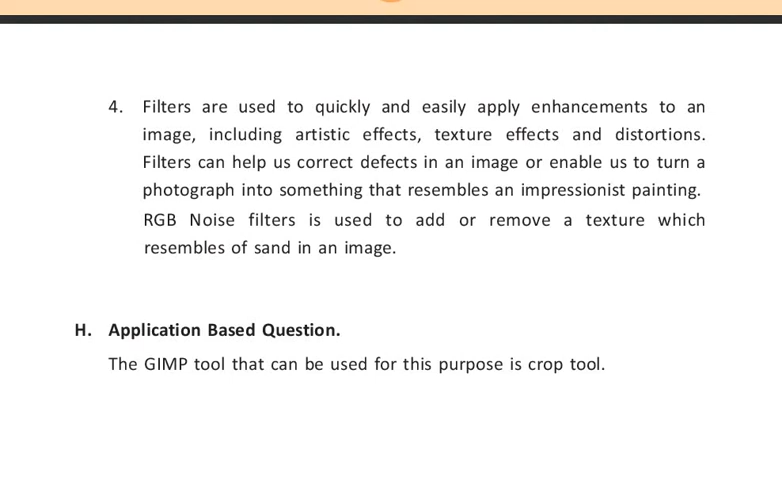 4. Filters are used to quickly and easily apply enhancements to an
image, including artistic effects, texture effects and distortions.
Filters can help us correct defects in an image or enable us to turn a
photograph into something that resembles an impressionist painting.
RGB Noise filters is used to add or remove a texture which
resembles of sand in an image.
H. Application Based Question.
The GIMP tool that can be used for this purpose is crop tool.